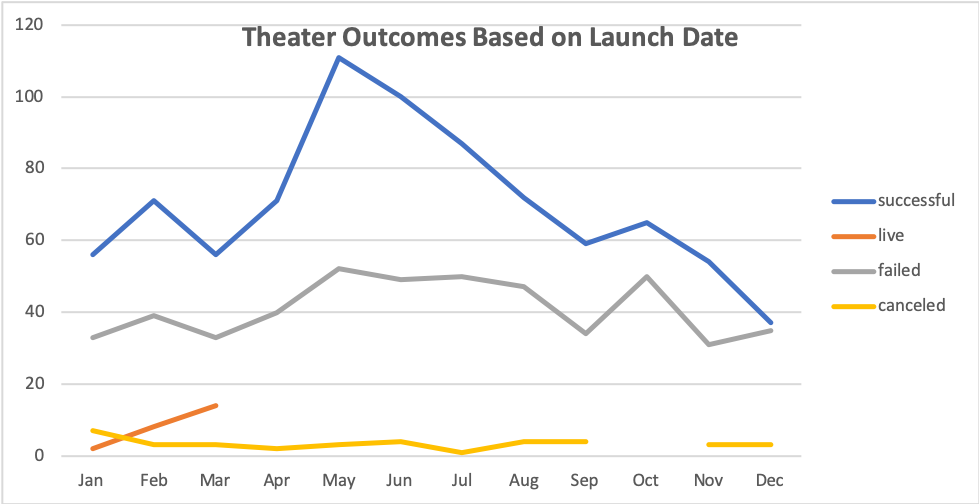 Theater Outcomes Based on Launch Date
120
100
80
60
40
20
0
Jan Feb Mar Apr May Jun Jul Aug Sep Oct Nov Dec
successful
live
failed
canceled